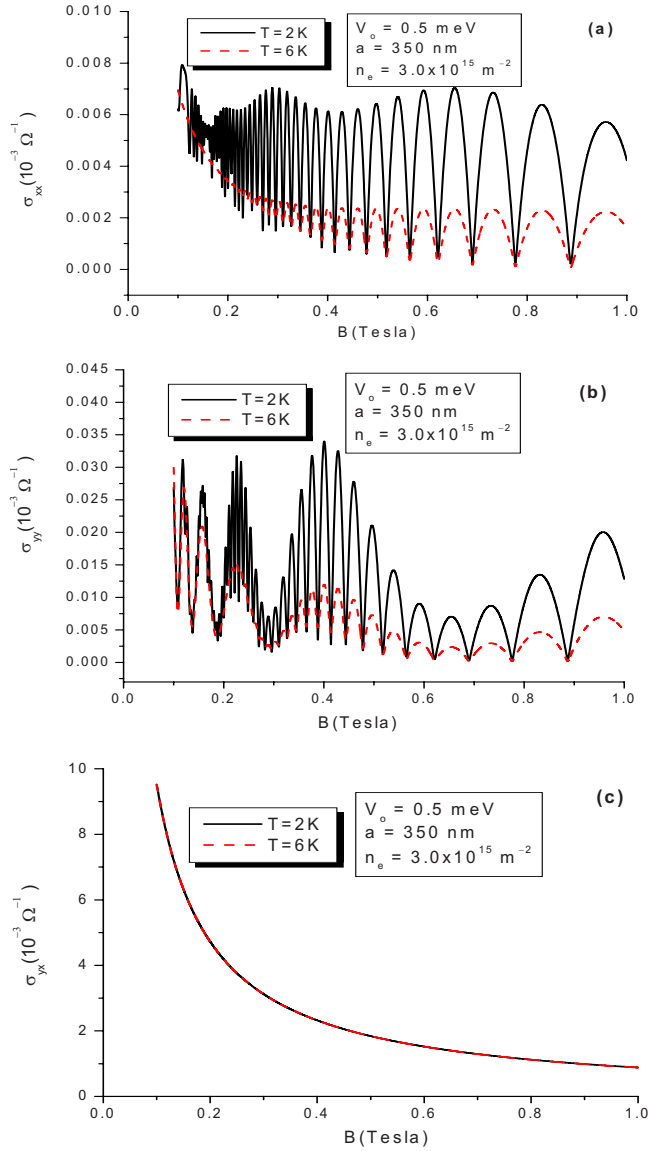 (a)
T=2K
T=6K
V_o = 0.5 meV
a = 350 nm
n_e = 3.0x10^15 m^-2
0.010
0.008
0.006
0.004
0.002
0.000
σ_xx (10^-3 Ω^-1)
0.0 0.2 0.4 0.6 0.8 1.0
B(Tesla)
(b)
T=2K
T=6K
V_o = 0.5 meV
a = 350 nm
n_e = 3.0x10^15 m^-2
0.045
0.040
0.035
0.030
0.025
0.020
0.015
0.010
0.005
0.000
σ_yy (10^-3 Ω^-1)
0.0 0.2 0.4 0.6 0.8 1.0
B(Tesla)
(c)
T=2K
T=6K
V_o = 0.5 meV
a = 350 nm
n_e = 3.0x10^15 m^-2
10
8
6
4
2
0
σ_yx (10^-3 Ω^-1)
0.0 0.2 0.4 0.6 0.8 1.0
B(Tesla)